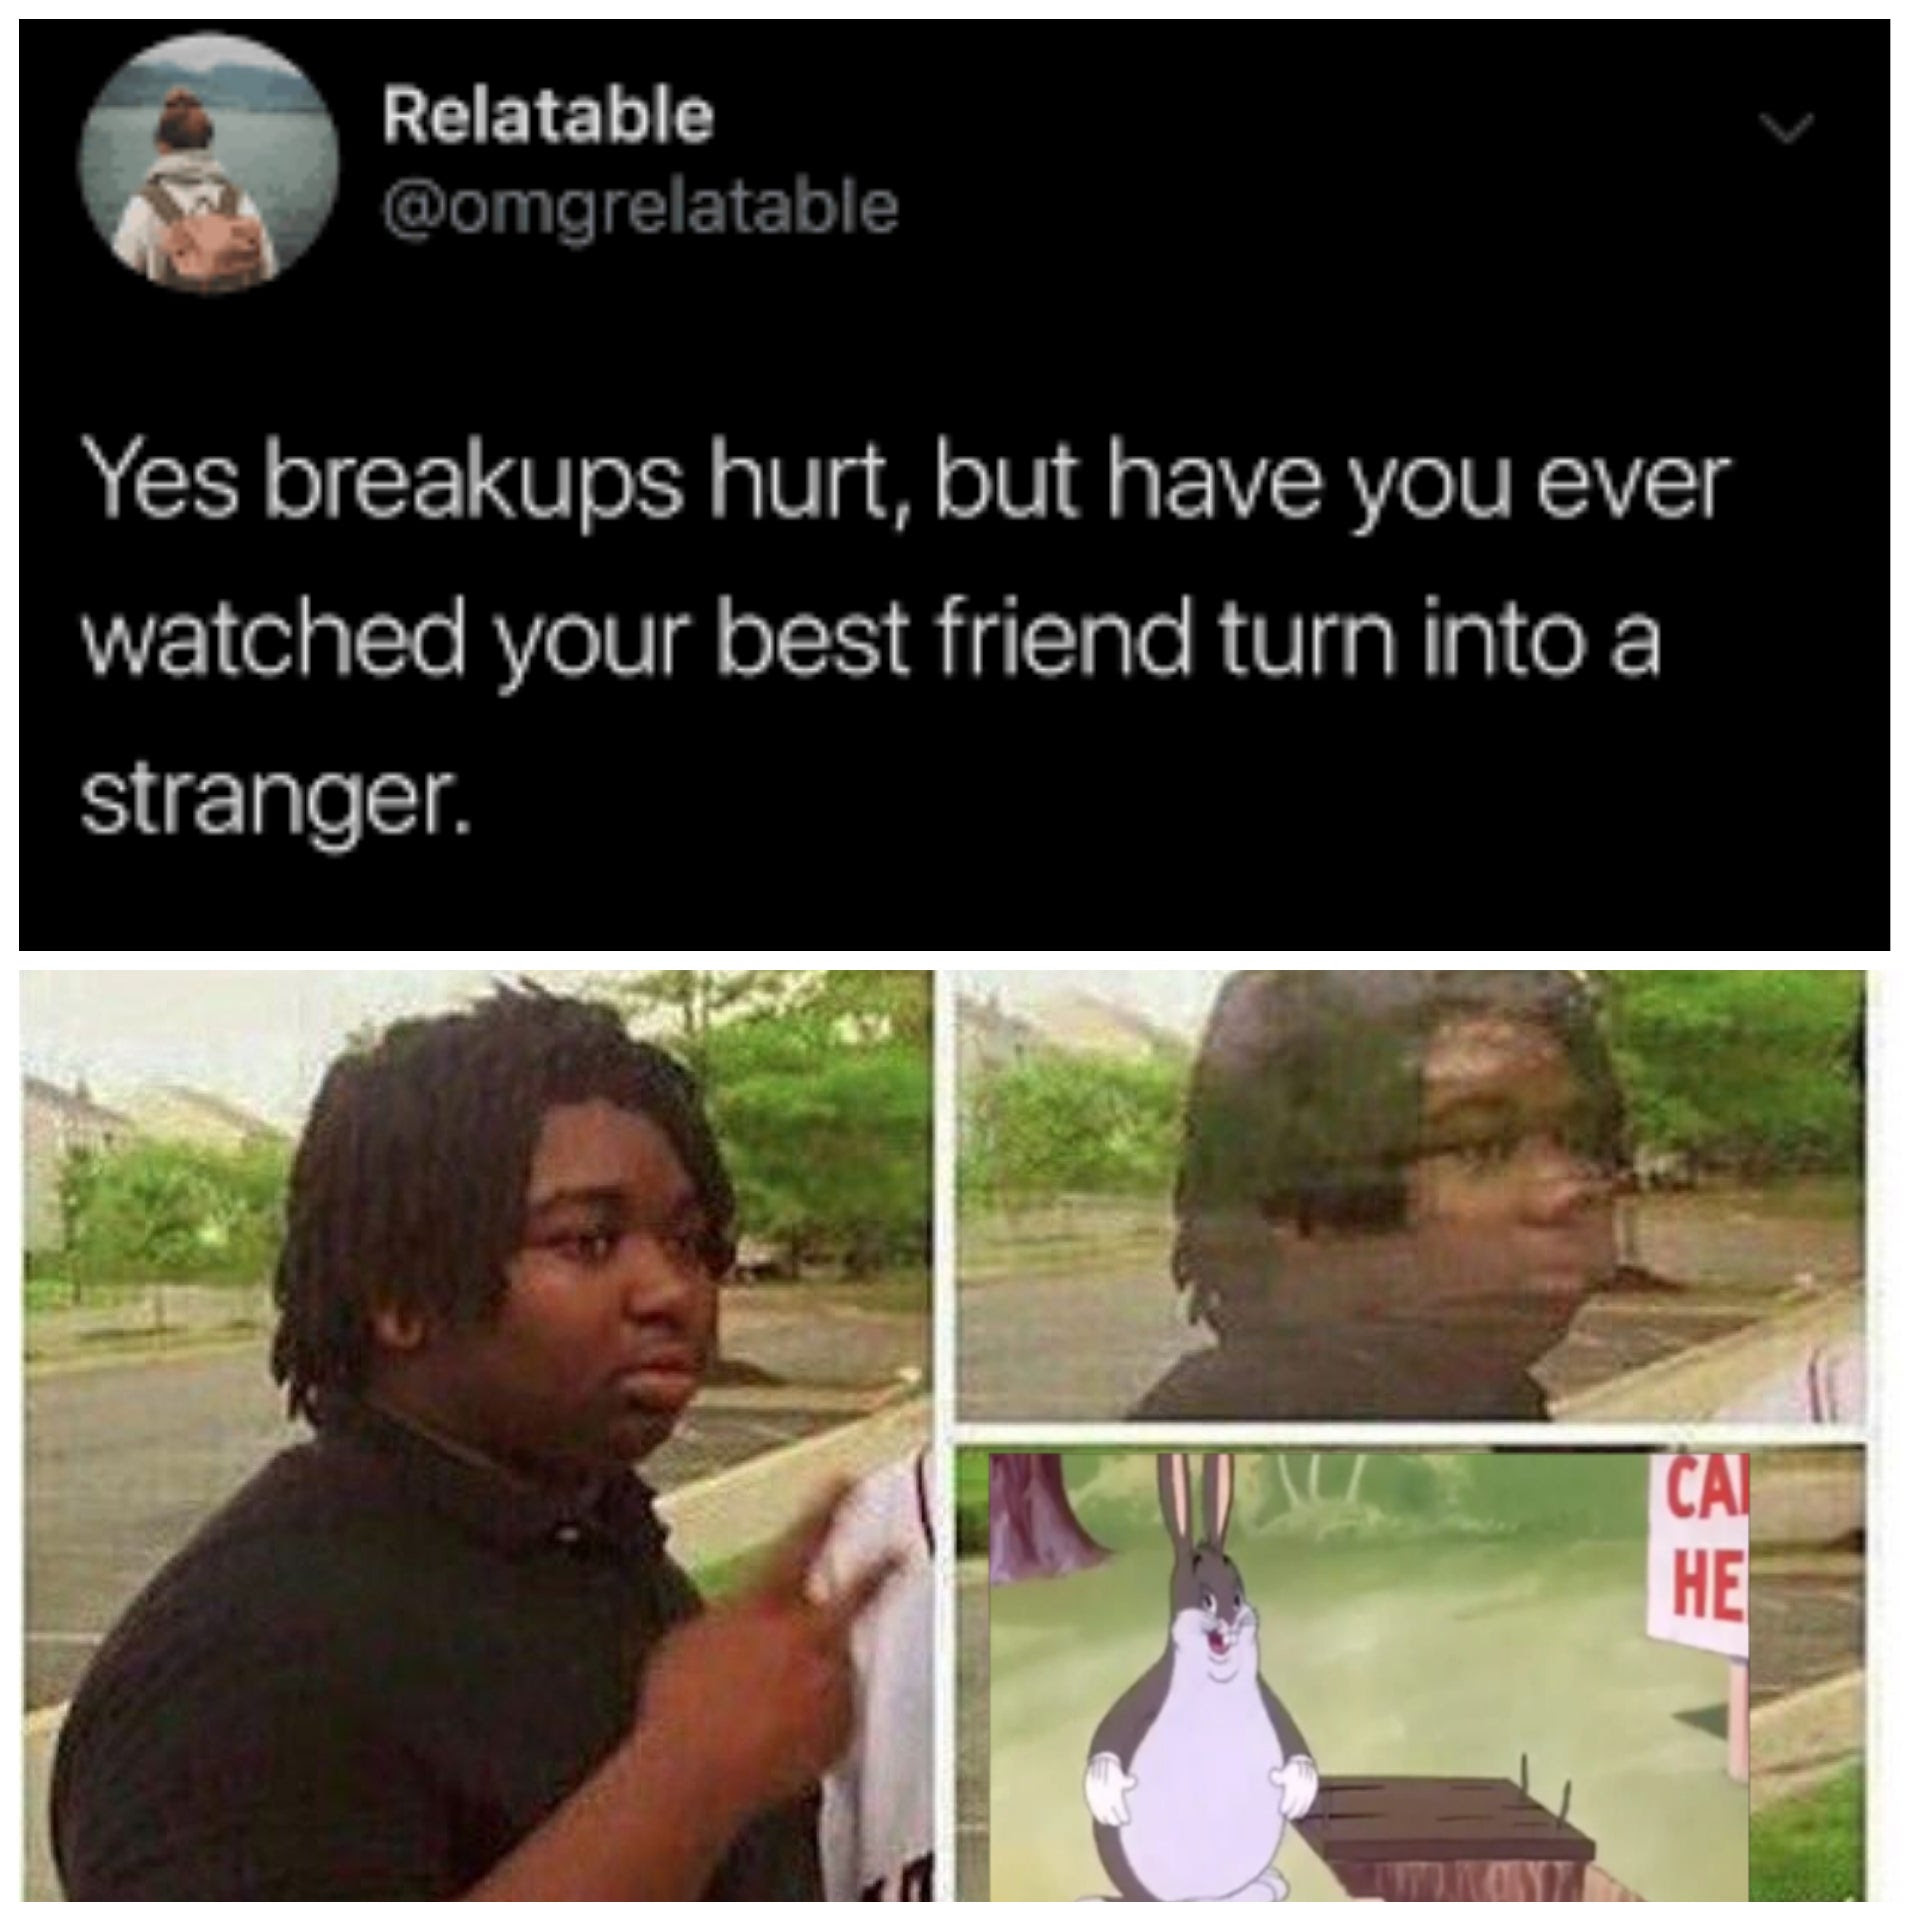 Relatable
@omgrelatable
Yes breakups hurt, but have you ever
watched your best friend turn into a
stranger.
CA
HE